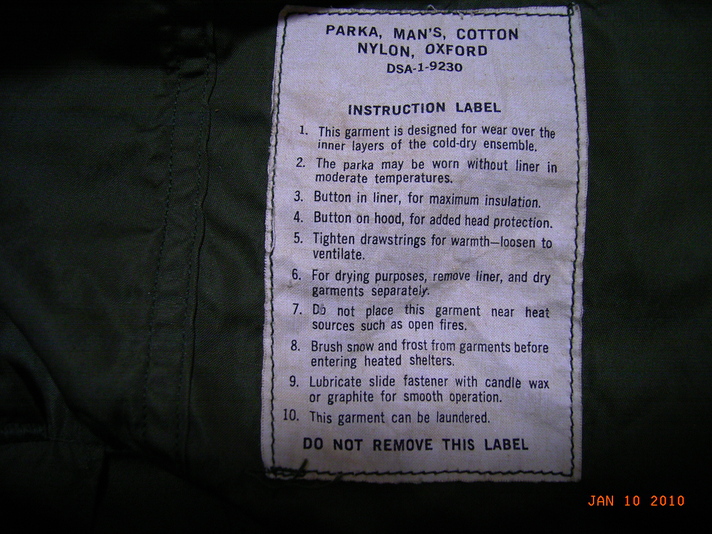 PARKA, MAN'S, COTTON
NYLON, OXFORD
DSA-1-9230
INSTRUCTION LABEL
1. This garment is designed for wear over the
inner layers of the cold-dry ensemble.
2. The parka may be worn without liner in
moderate temperatures.
3. Button in liner, for maximum insulation.
4. Button on hood, for added head protection.
5. Tighten drawstrings for warmth—loosen to
ventilate.
6. For drying purposes, remove liner, and dry
garments separately.
7. Do not place this garment near heat
sources such as open fires.
8. Brush snow and frost from garments before
entering heated shelters.
9. Lubricate slide fastener with candle wax
or graphite for smooth operation.
10. This garment can be laundered.
DO NOT REMOVE THIS LABEL
JAN 10 2010